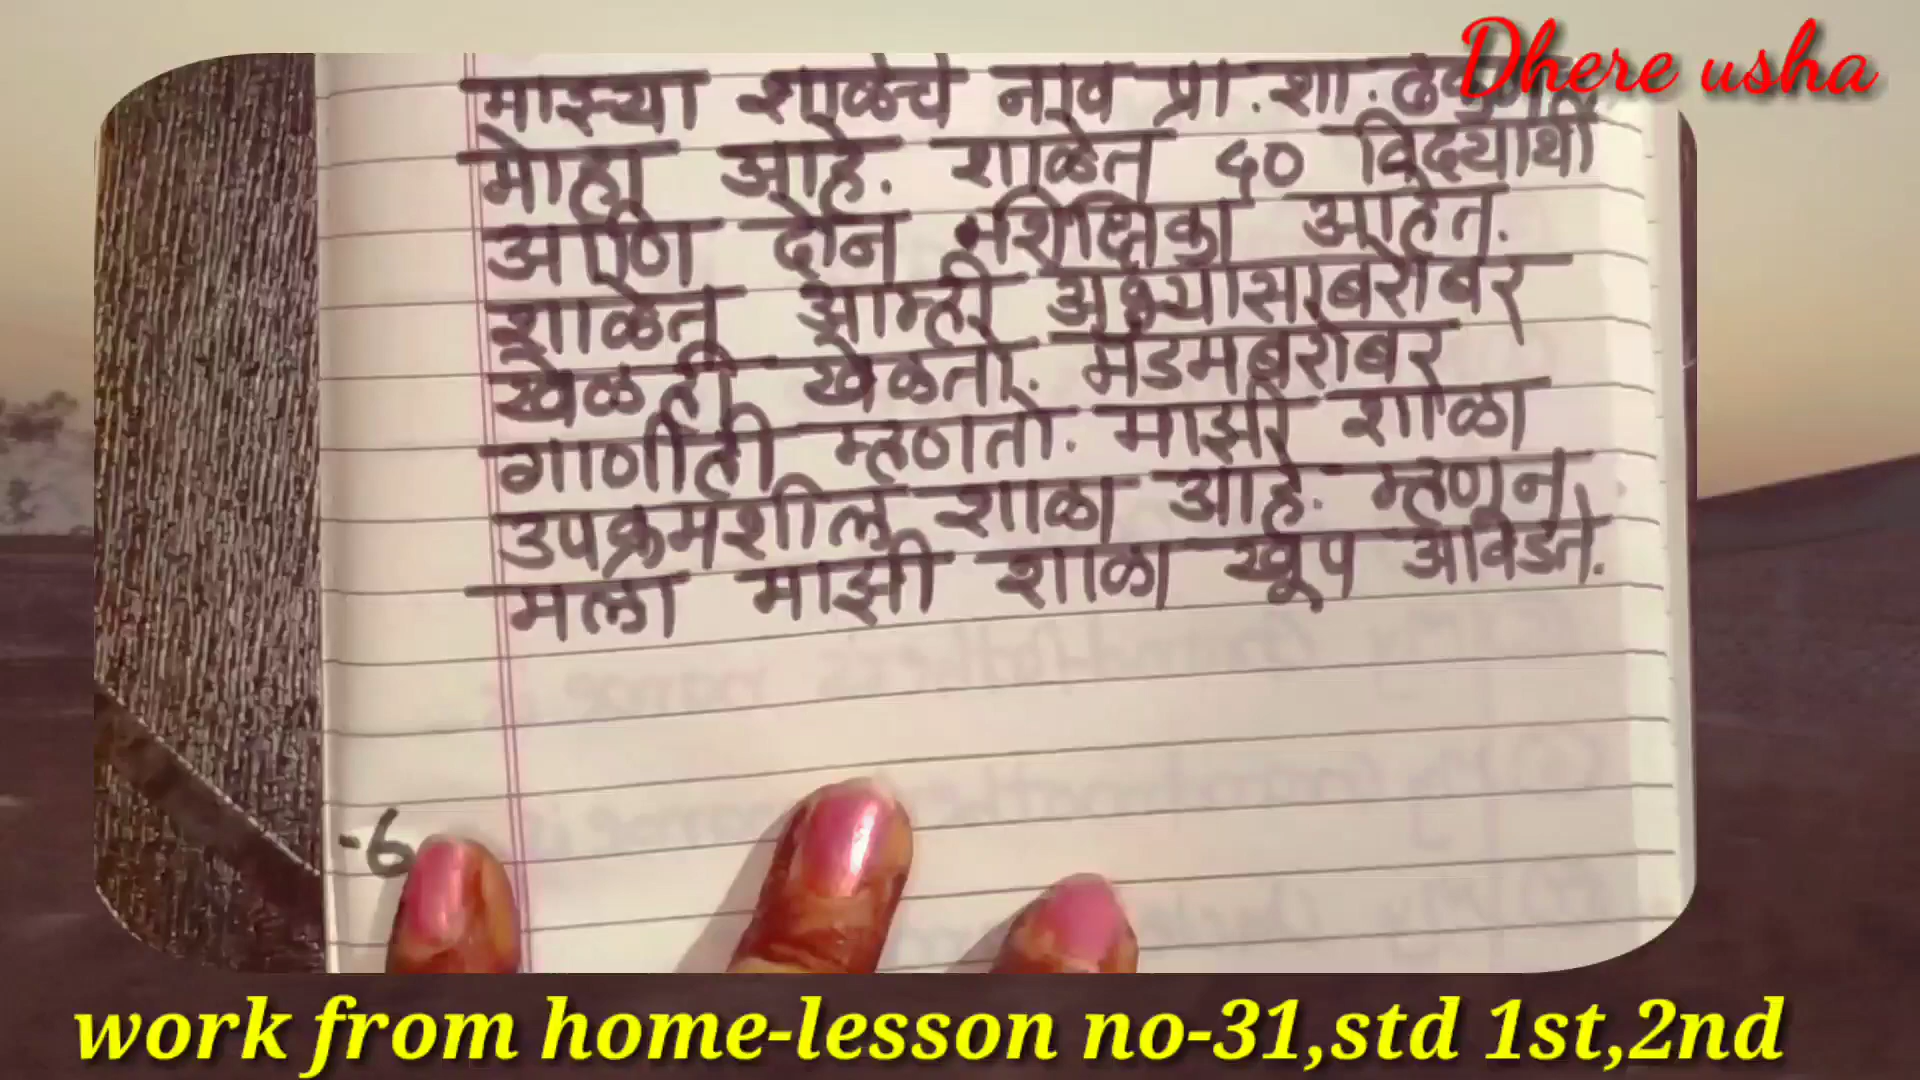 Dhere usha
माझ्या शाळेचे नाव प्रा.शा.
मोहा आहे. शाळेत ५० विद्यार्थी
आणि दोन शिक्षिका आहेत.
शाळेत आम्ही अभ्यासाबरोबर
खेळही खेळतो. मॅडमबरोबर
गाणीही म्हणतो. माझी शाळा
उपक्रमशील शाळा आहे. म्हणून
मला माझी शाळा खूप आवडते.
-6
work from home-lesson no-31,std 1st,2nd